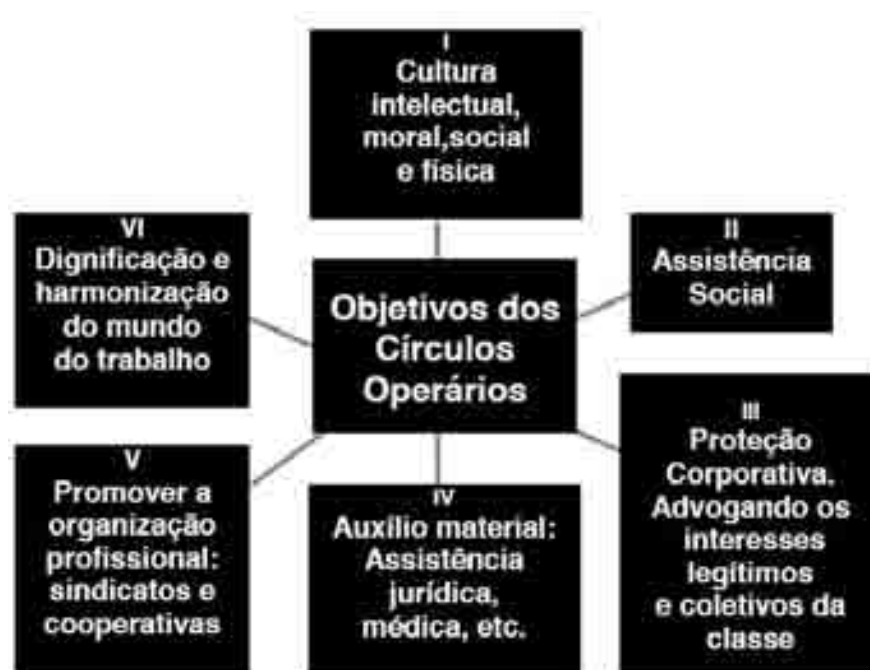 I
Cultura
intelectual,
moral,social
e física
II
Assistência
Social
III
Proteção
Corporativa.
Advogando os
interesses
legítimos
e coletivos da
classe
IV
Auxílio material:
Assistência
jurídica,
médica, etc.
V
Promover a
organização
profissional:
sindicatos e
cooperativas
VI
Dignificação e
harmonização
do mundo
do trabalho
Objetivos dos
Círculos
Operários